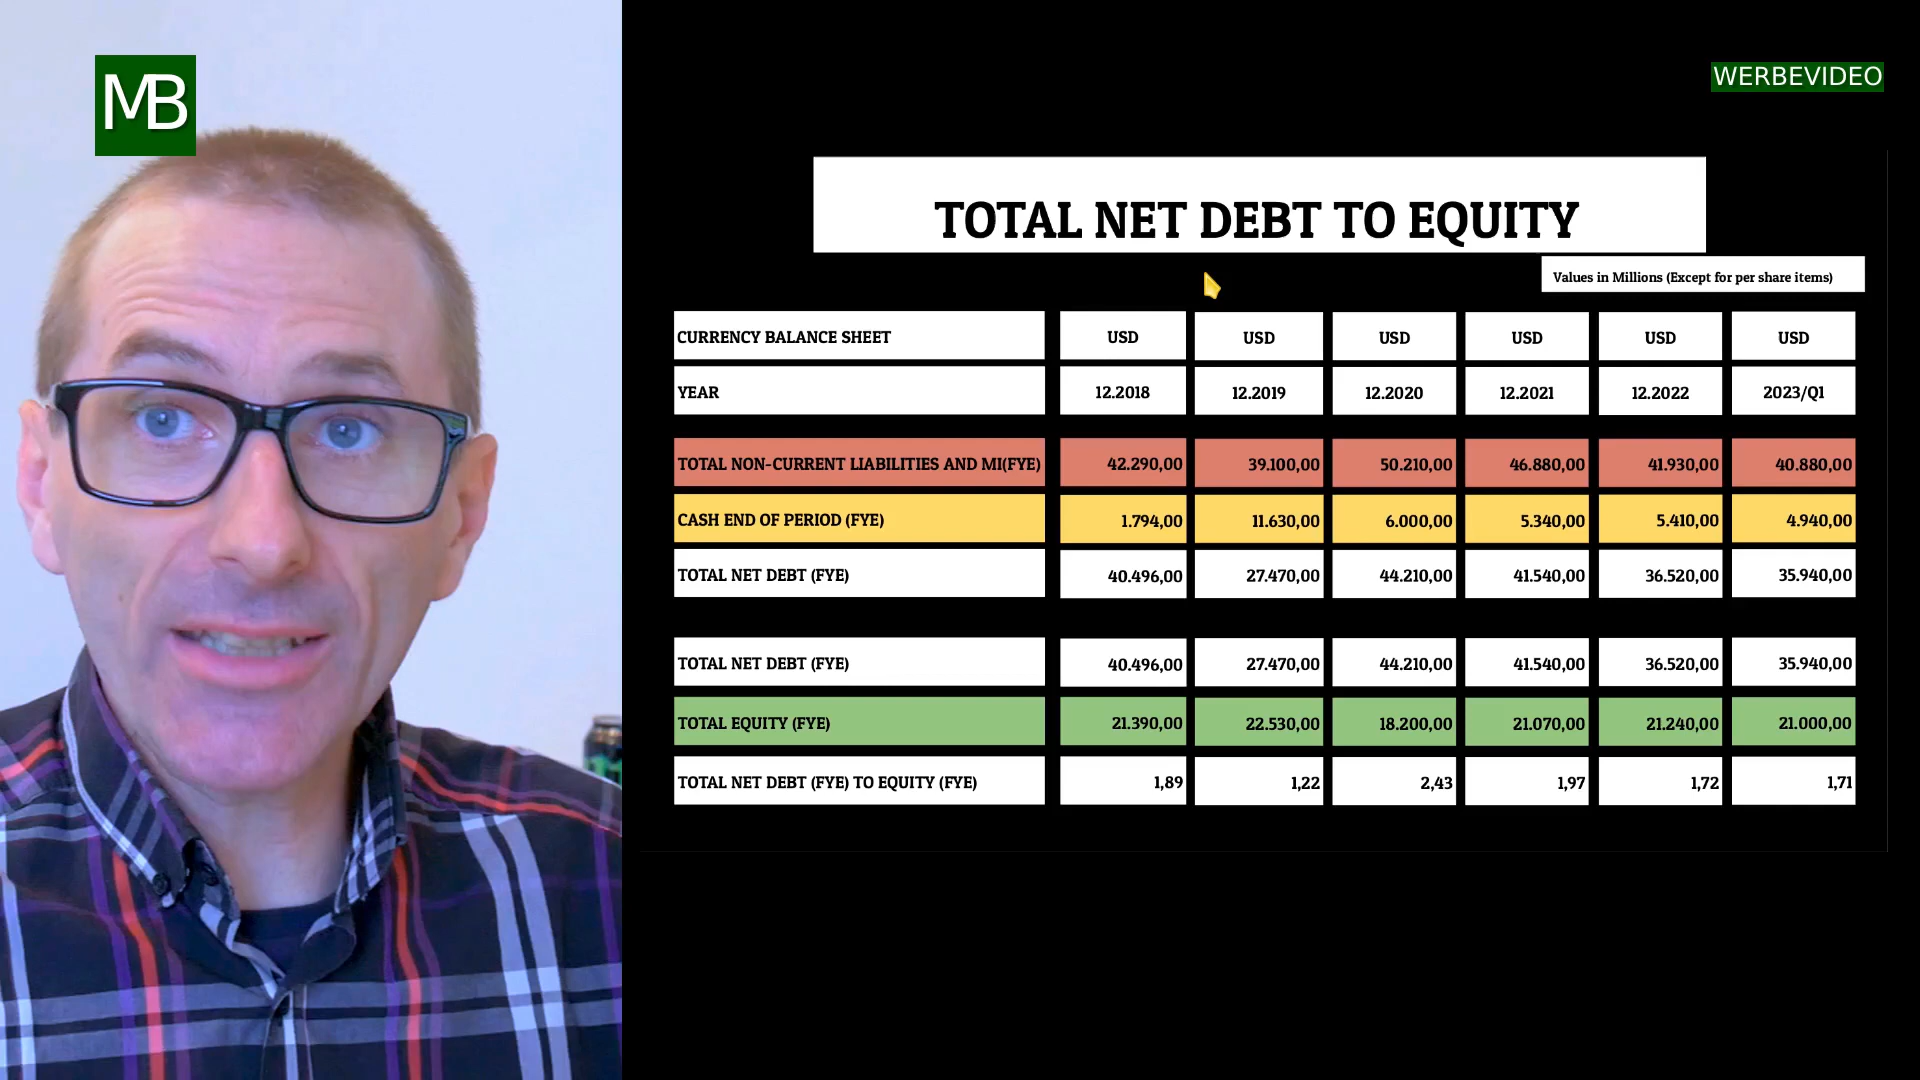 MB
WERBEVIDEO
TOTAL NET DEBT TO EQUITY
Values in Millions (Except for per share items)
CURRENCY BALANCE SHEET USD USD USD USD USD USD
YEAR 12.2018 12.2019 12.2020 12.2021 12.2022 2023/Q1
TOTAL NON-CURRENT LIABILITIES AND MI(FYE) 42.290,00 39.100,00 50.210,00 46.880,00 41.930,00 40.880,00
CASH END OF PERIOD (FYE) 1.794,00 11.630,00 6.000,00 5.340,00 5.410,00 4.940,00
TOTAL NET DEBT (FYE) 40.496,00 27.470,00 44.210,00 41.540,00 36.520,00 35.940,00
TOTAL NET DEBT (FYE) 40.496,00 27.470,00 44.210,00 41.540,00 36.520,00 35.940,00
TOTAL EQUITY (FYE) 21.390,00 22.530,00 18.200,00 21.070,00 21.240,00 21.000,00
TOTAL NET DEBT (FYE) TO EQUITY (FYE) 1,89 1,22 2,43 1,97 1,72 1,71